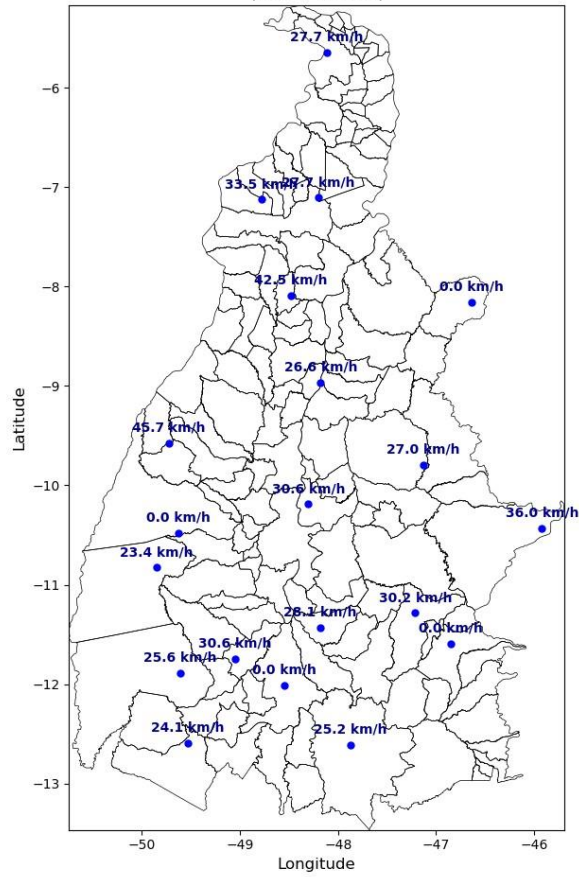 27.7 km/h
33.5 km/h
27.7 km/h
42.5 km/h
0.0 km/h
26.6 km/h
45.7 km/h
27.0 km/h
30.6 km/h
36.0 km/h
0.0 km/h
23.4 km/h
30.2 km/h
28.1 km/h
0.0 km/h
30.6 km/h
25.6 km/h
0.0 km/h
24.1 km/h
25.2 km/h
−6
−7
−8
−9
−10
−11
−12
−13
Latitude
−50 −49 −48 −47 −46
Longitude